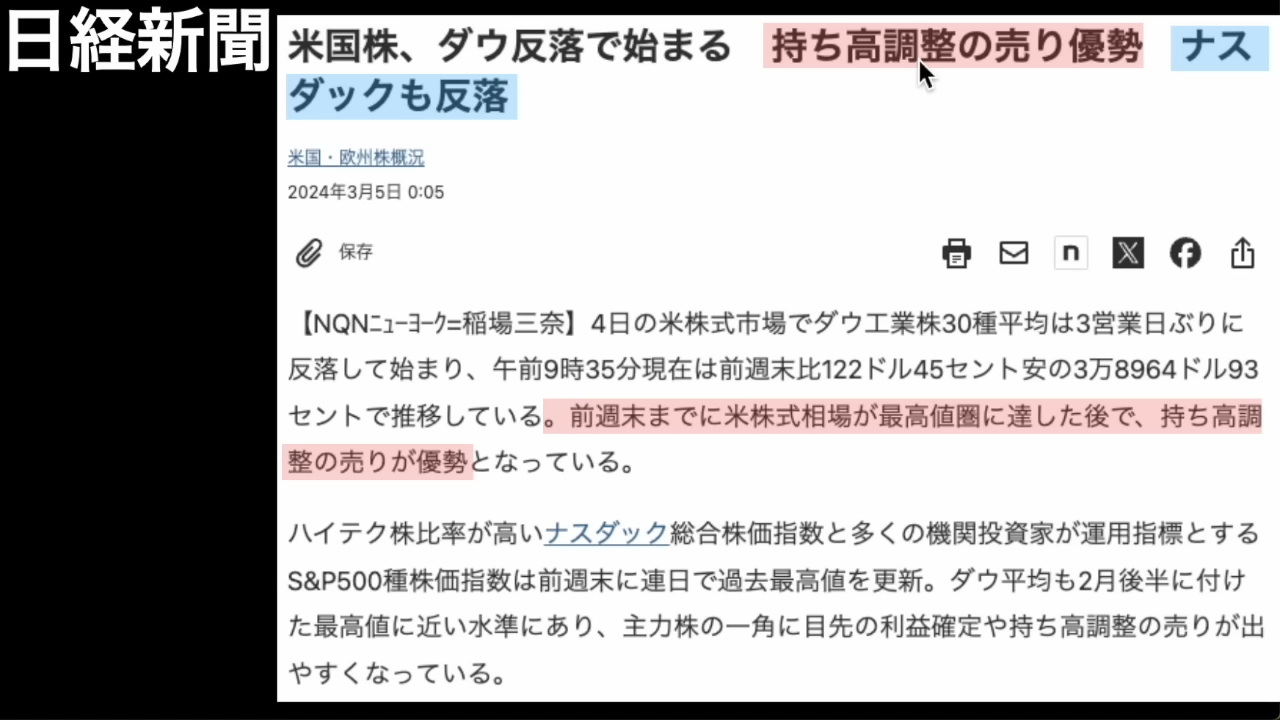 日経新聞
米国株、ダウ反落で始まる　持ち高調整の売り優勢　ナス
ダックも反落
米国・欧州株概況
2024年3月5日 0:05
保存
n
【NQNﾆｭｰﾖｰｸ=稲場三奈】4日の米株式市場でダウ工業株30種平均は3営業日ぶりに
反落して始まり、午前9時35分現在は前週末比122ドル45セント安の3万8964ドル93
セントで推移している。前週末までに米株式相場が最高値圏に達した後で、持ち高調
整の売りが優勢となっている。
ハイテク株比率が高いナスダック総合株価指数と多くの機関投資家が運用指標とする
S&P500種株価指数は前週末に連日で過去最高値を更新。ダウ平均も2月後半に付け
た最高値に近い水準にあり、主力株の一角に目先の利益確定や持ち高調整の売りが出
やすくなっている。